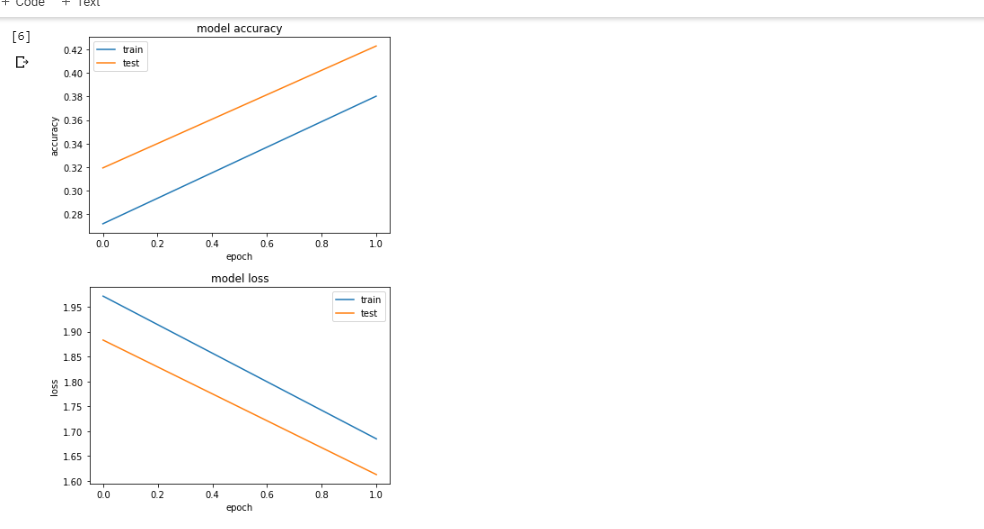 + Code + Text
[6]
model accuracy
train
test
0.42
0.40
0.38
0.36
0.34
0.32
0.30
0.28
accuracy
0.0 0.2 0.4 0.6 0.8 1.0
epoch
model loss
train
test
1.95
1.90
1.85
1.80
1.75
1.70
1.65
1.60
loss
0.0 0.2 0.4 0.6 0.8 1.0
epoch